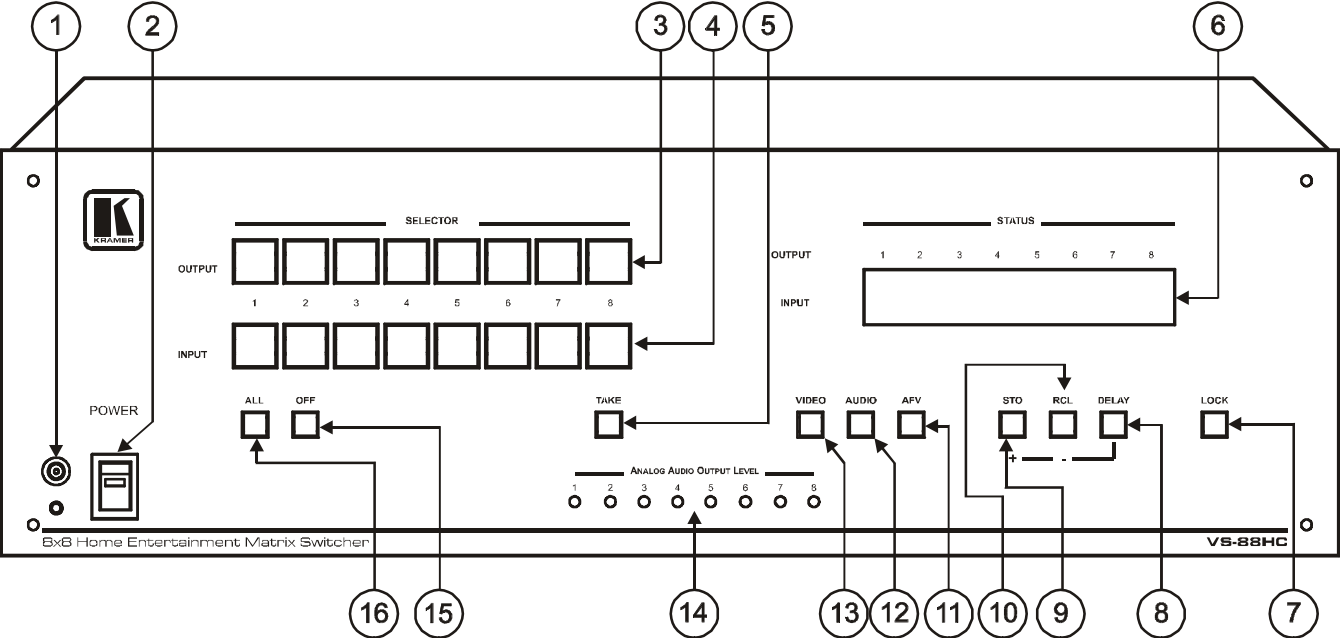 1 2 3 4 5 6
KRAMER
SELECTOR
STATUS
OUTPUT
OUTPUT 1 2 3 4 5 6 7 8
1 2 3 4 5 6 7 8
INPUT
INPUT
POWER
ALL OFF TAKE VIDEO AUDIO AFV STO RCL DELAY LOCK
+ -
ANALOG AUDIO OUTPUT LEVEL
1 2 3 4 5 6 7 8
8x8 Home Entertainment Matrix Switcher
VS-88HC
16 15 14 13 12 11 10 9 8 7